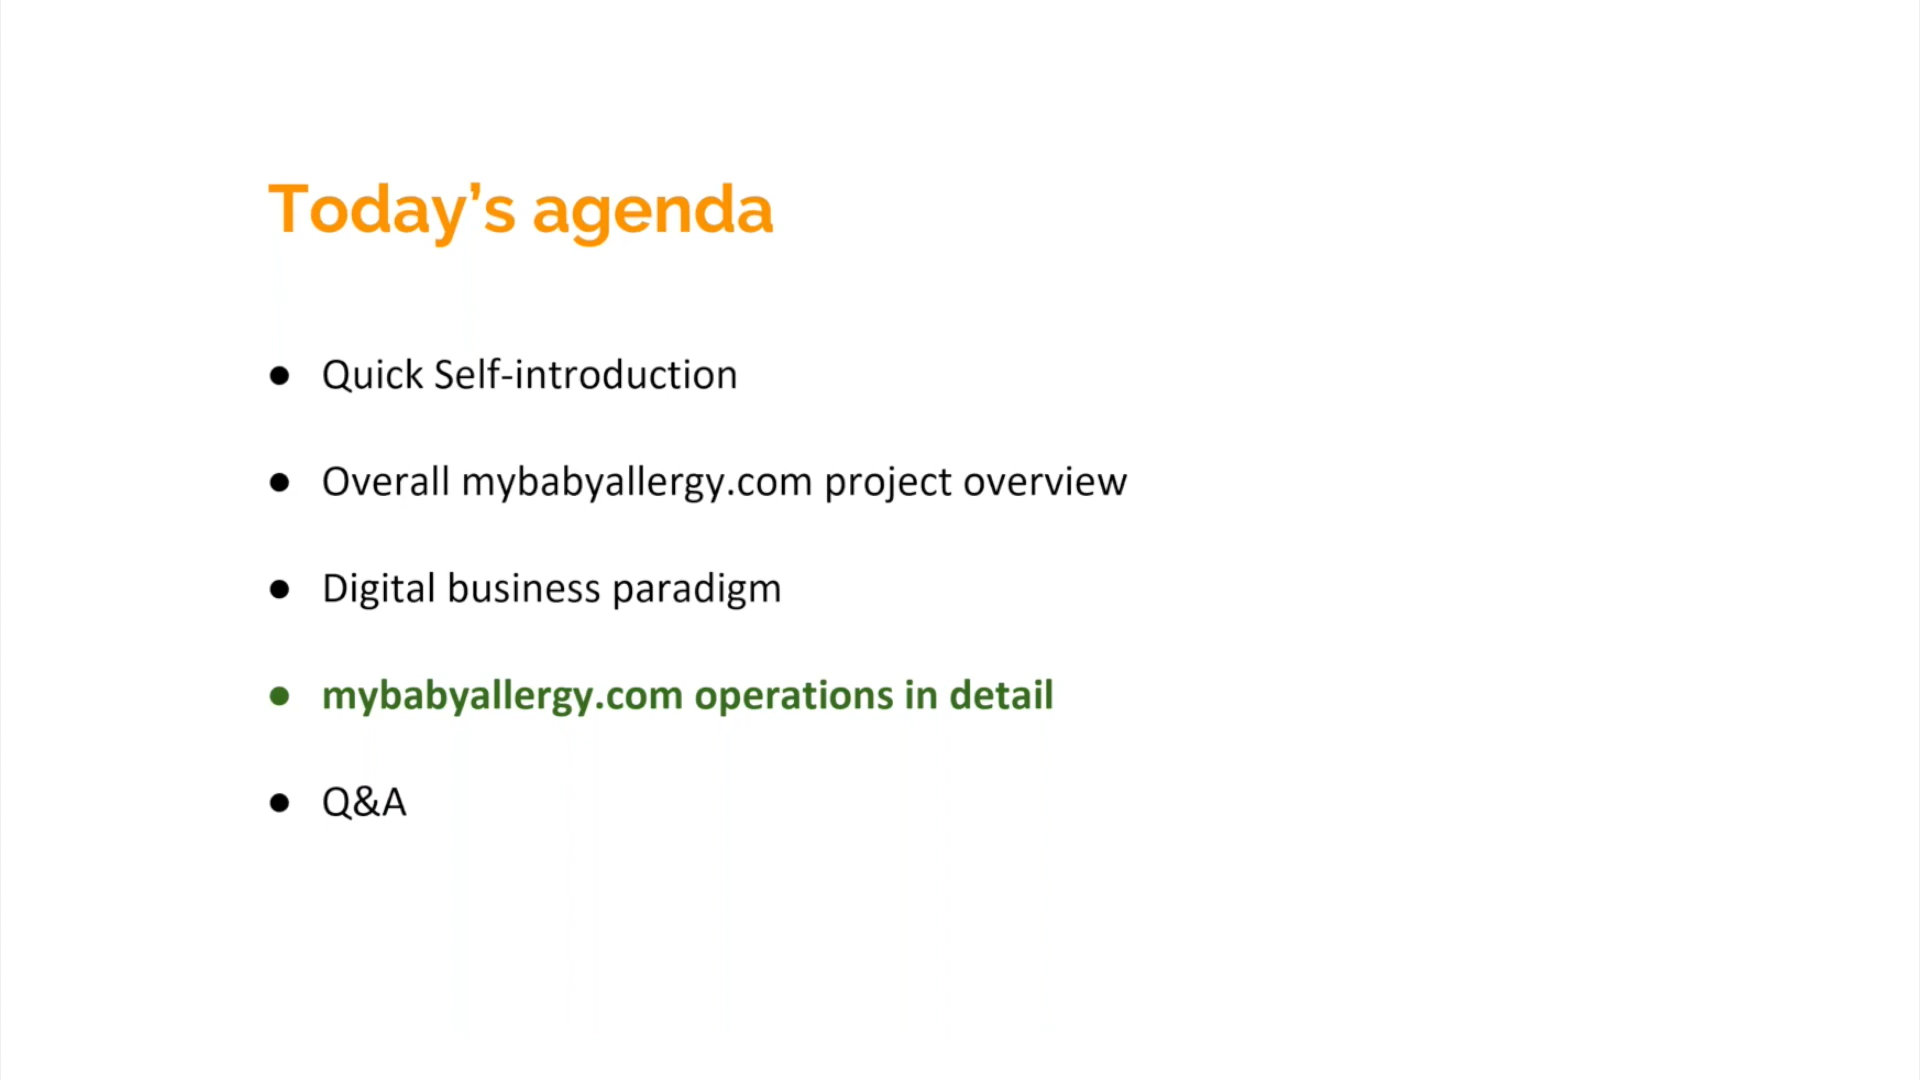 Today’s agenda
● Quick Self-introduction
● Overall mybabyallergy.com project overview
● Digital business paradigm
● mybabyallergy.com operations in detail
● Q&A